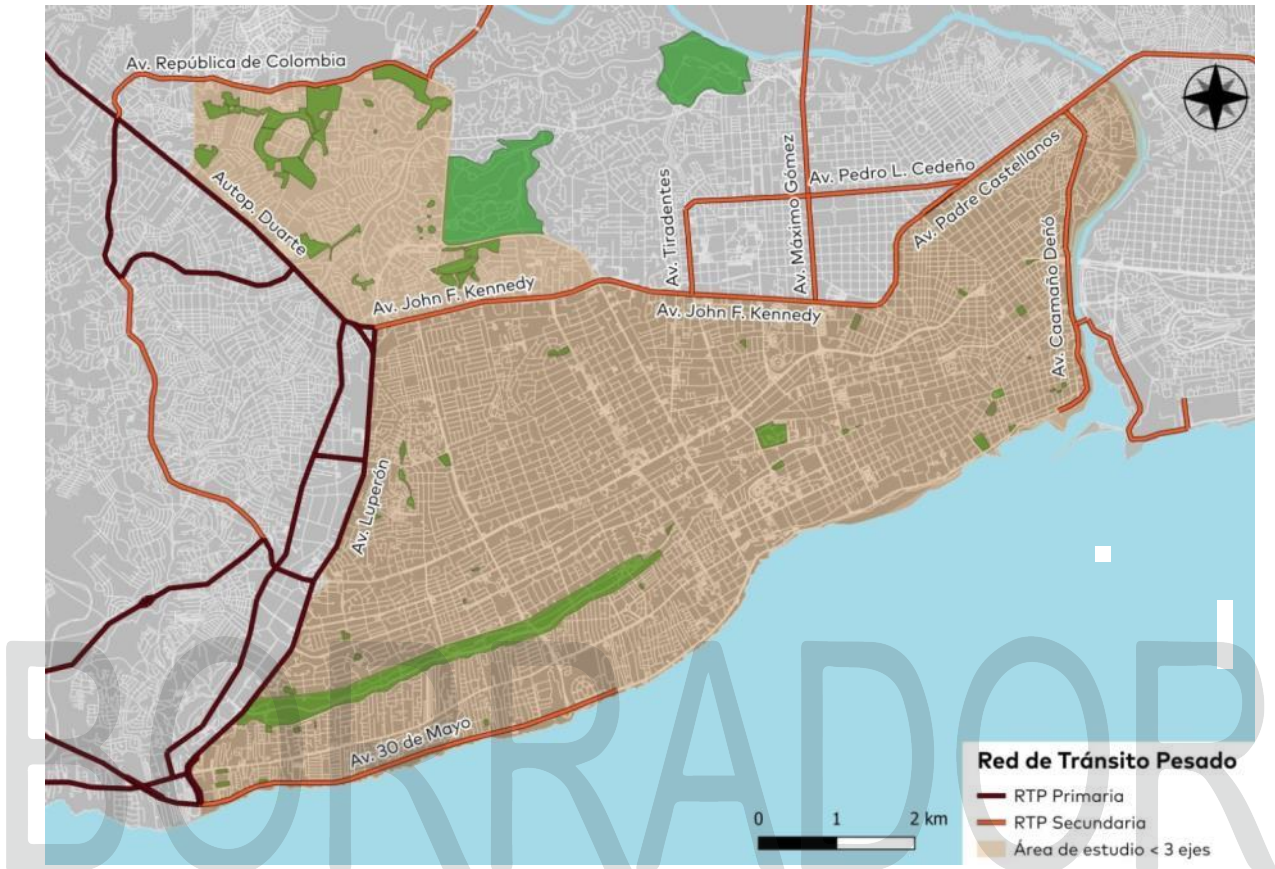 Av. República de Colombia
Autop. Duarte
Av. John F. Kennedy
Av. Tiradentes
Av. Máximo Gómez
Av. Pedro L. Cedeño
Av. Padre Castellanos
Av. John F. Kennedy
Av. Caamaño Deñó
Av. Luperón
Av. 30 de Mayo
BORRADOR
0 1 2 km
Red de Tránsito Pesado
RTP Primaria
RTP Secundaria
Área de estudio < 3 ejes